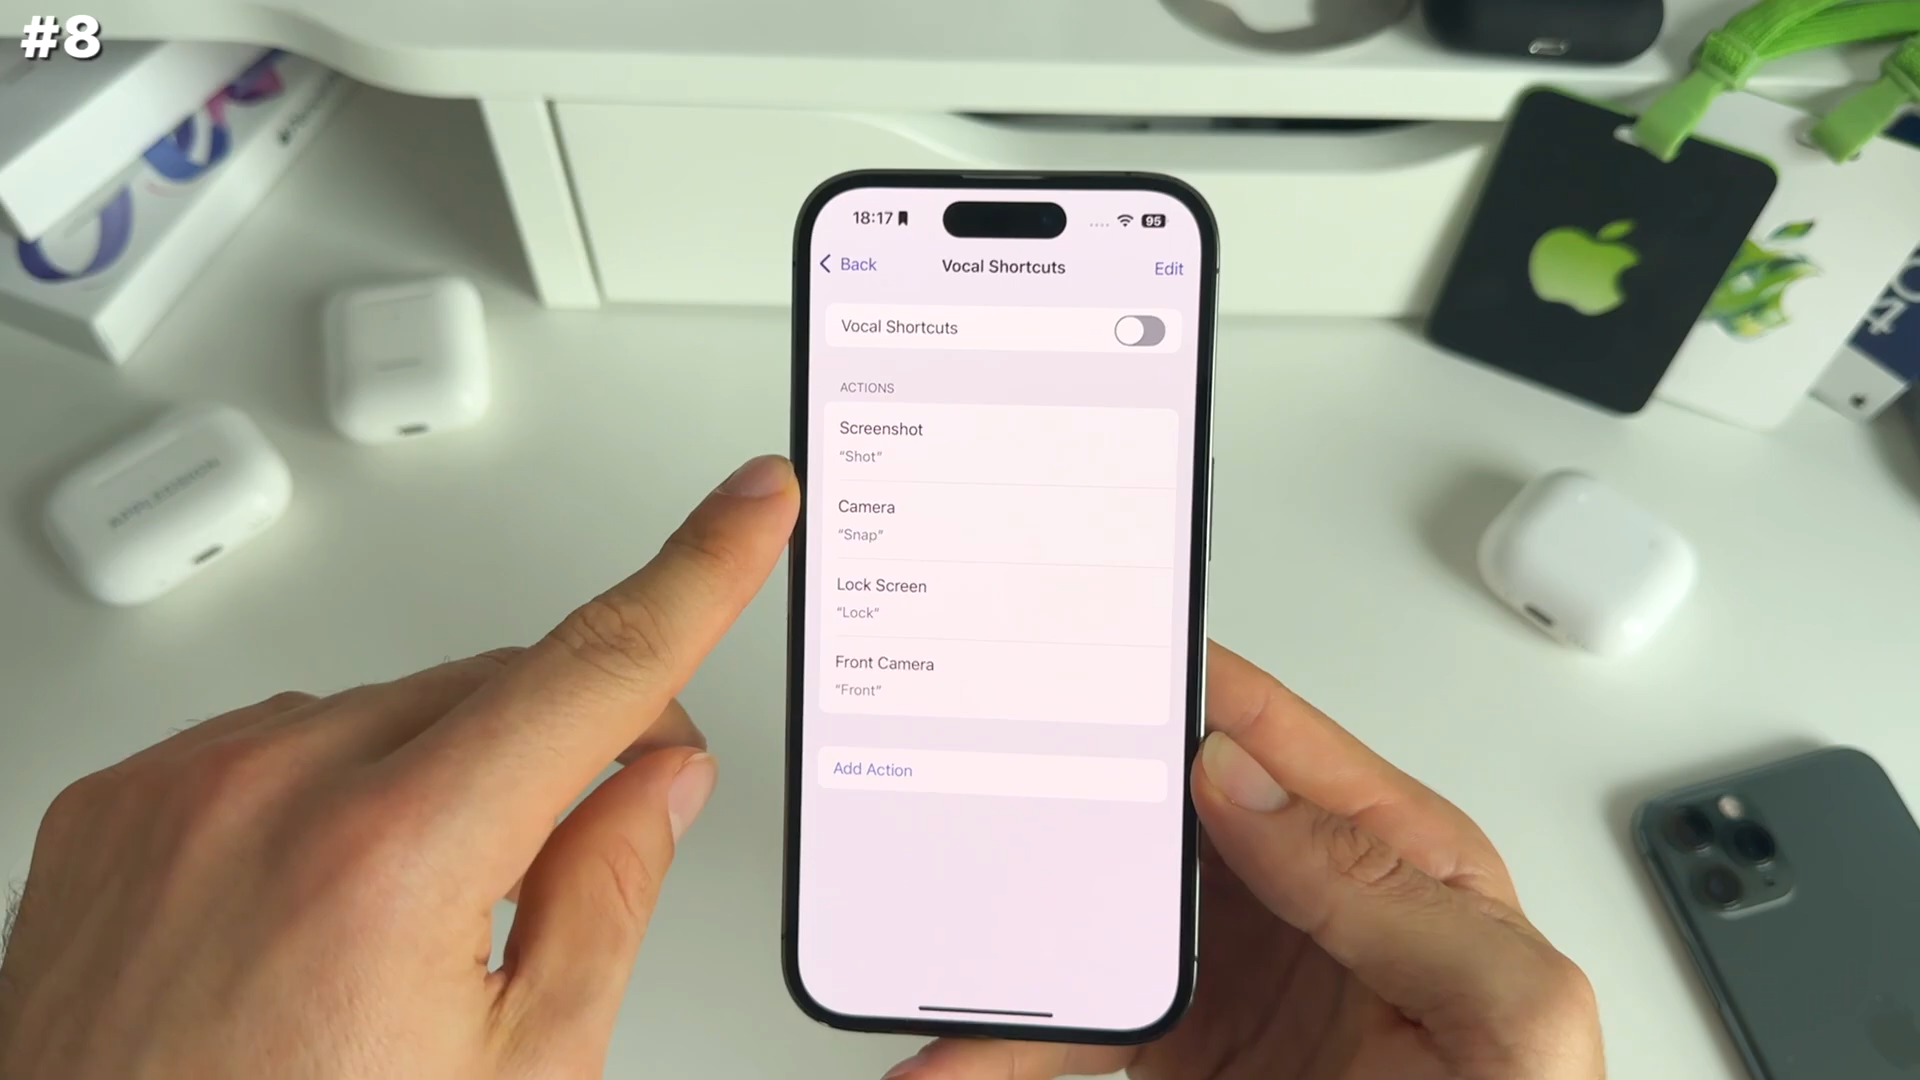 #8
18:17
95
Back
Vocal Shortcuts
Edit
Vocal Shortcuts
ACTIONS
Screenshot
“Shot”
Camera
“Snap”
Lock Screen
“Lock”
Front Camera
“Front”
Add Action